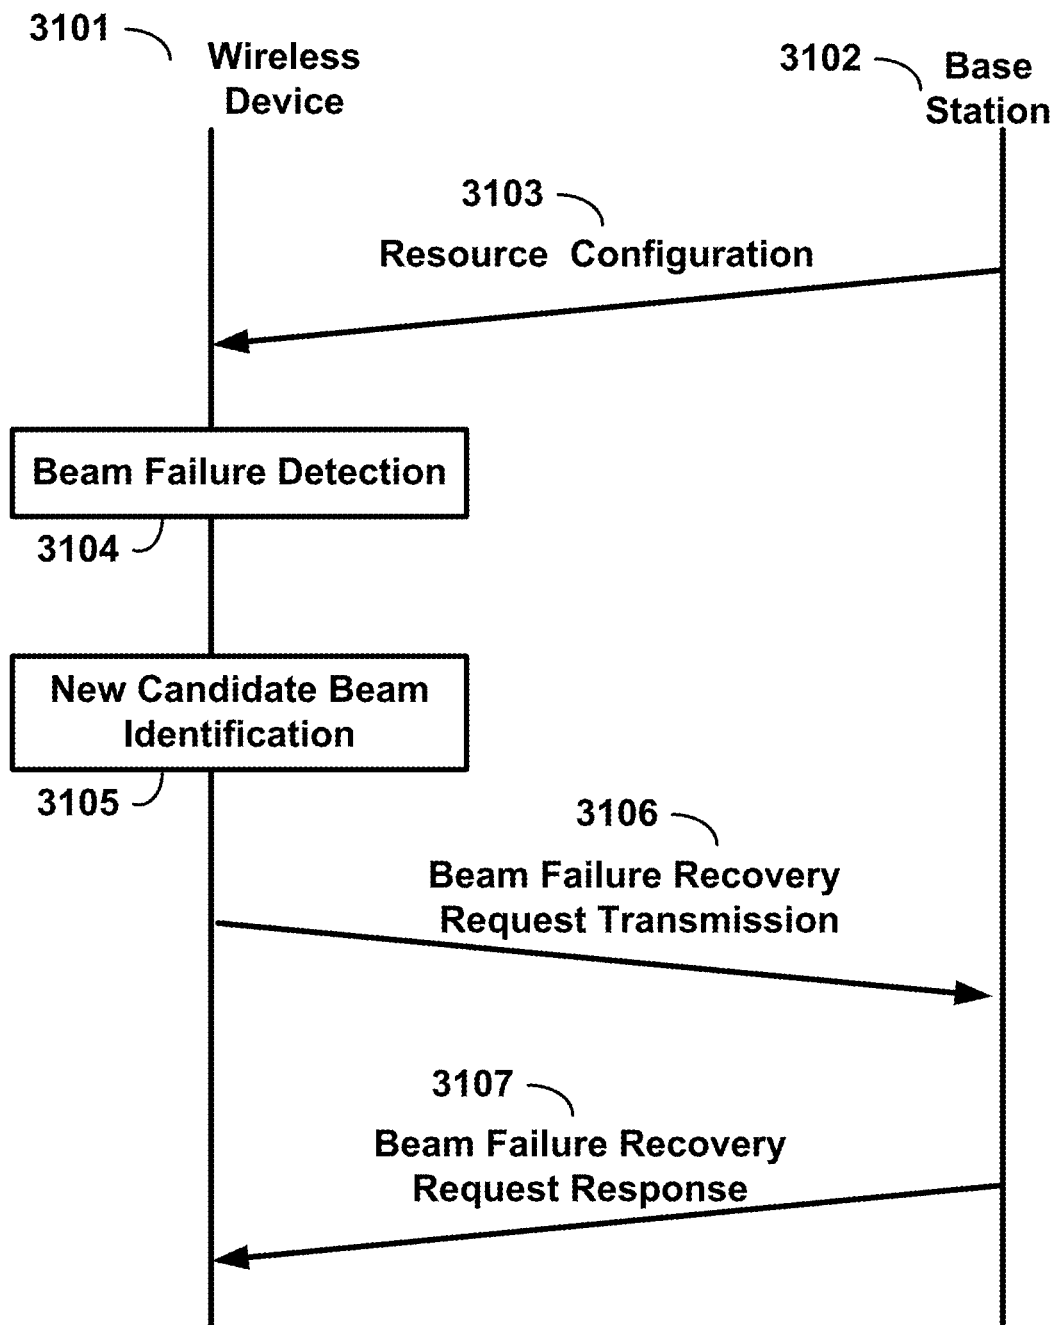 3101
Wireless
Device
3102
Base
Station
3103
Resource Configuration
Beam Failure Detection
3104
New Candidate Beam
Identification
3105
3106
Beam Failure Recovery
Request Transmission
3107
Beam Failure Recovery
Request Response